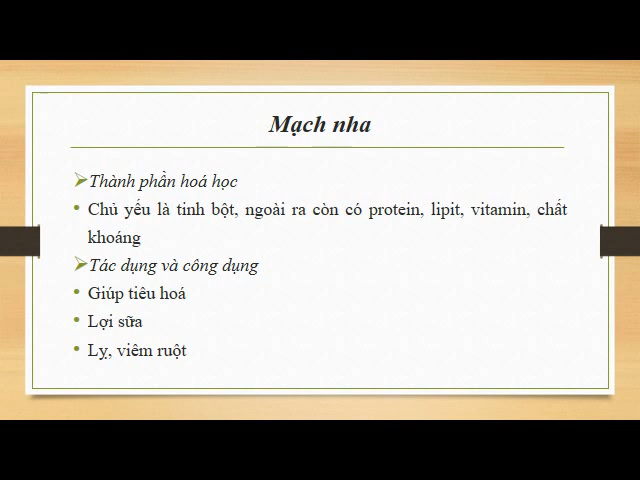 Mạch nha
Thành phần hoá học
Chủ yếu là tinh bột, ngoài ra còn có protein, lipit, vitamin, chất
khoáng
Tác dụng và công dụng
Giúp tiêu hoá
Lợi sữa
Lỵ, viêm ruột